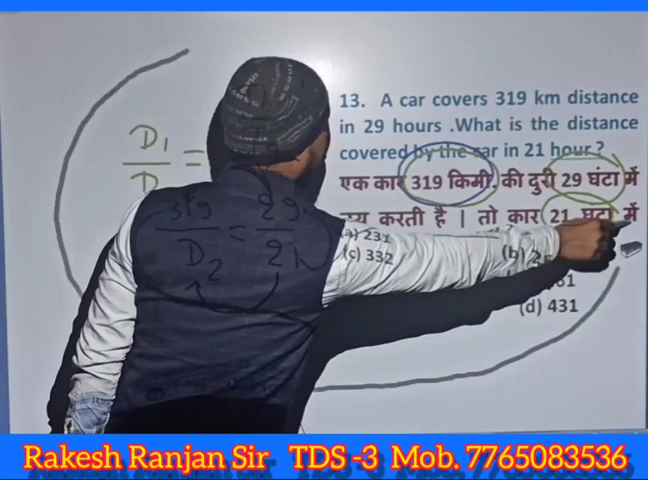 13. A car covers 319 km distance
in 29 hours .What is the distance
covered by the car in 21 hour ?
एक कार 319 किमी. की दुरी 29 घंटा में
करती है | तो कार 21 घंटा में
(a) 231
(b)
(c) 332
(d) 431
D₁ =
D
319 = 29
D₂ 21
Rakesh Ranjan Sir TDS -3 Mob. 7765083536